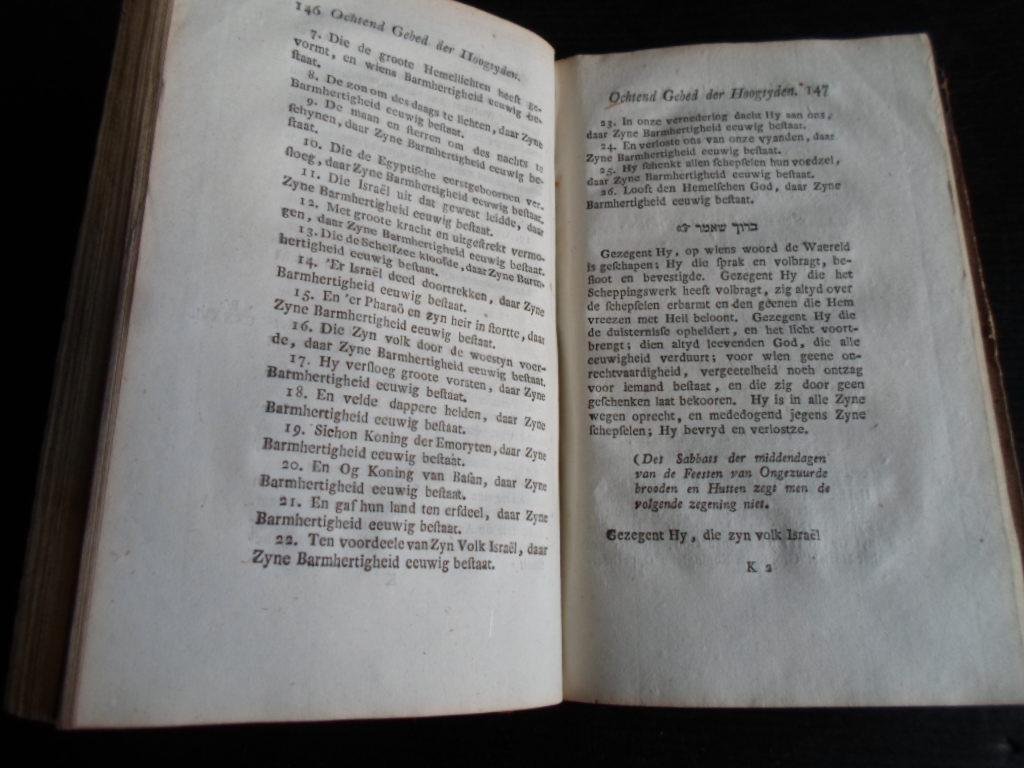 146 Ochtend Gebed der Hoogtyden.
7. Die de groote Hemellichten heeft ge-
vormt, en wiens Barmhertigheid eeuwig be-
ſtaat.
8. De zon om des daags te lichten, daar Zyne
Barmhertigheid eeuwig beſtaat.
9. De maan en ſterren om des nachts te
ſchynen, daar Zyne Barmhertigheid eeuwig be-
ſtaat.
10. Die de Egyptiſche eerstgeboornen ver-
ſloeg, daar Zyne Barmhertigheid eeuwig beſtaat.
11. Die Israël uit dat gewest leidde, daar
Zyne Barmhertigheid eeuwig beſtaat.
12. Met groote kracht en uitgeſtrekt vermo-
gen, daar Zyne Barmhertigheid eeuwig beſtaat.
13. Die de Schelfzee kloofde, daar Zyne Barm-
hertigheid eeuwig beſtaat.
14. 'Er Israël deed doortrekken, daar Zyne
Barmhertigheid eeuwig beſtaat.
15. En 'er Pharaö en zyn heir in ſtortte, daar
Zyne Barmhertigheid eeuwig beſtaat.
16. Die Zyn volk door de woestyn voer-
de, daar Zyne Barmhertigheid eeuwig beſtaat.
17. Hy verſloeg groote vorsten, daar Zyne
Barmhertigheid eeuwig beſtaat.
18. En velde dappere helden, daar Zyne
Barmhertigheid eeuwig beſtaat.
19. Sichon Koning der Emoryten, daar Zyne
Barmhertigheid eeuwig beſtaat.
20. En Og Koning van Baſan, daar Zyne
Barmhertigheid eeuwig beſtaat.
21. En gaf hun land ten erfdeel, daar Zyne
Barmhertigheid eeuwig beſtaat.
22. Ten voordeele van Zyn Volk Israël, daar
Zyne Barmhertigheid eeuwig beſtaat.
Ochtend Gebed der Hoogtyden. 147
23. In onze vernedering dacht Hy aan ons,
daar Zyne Barmhertigheid eeuwig beſtaat.
24. En verloste ons van onze vyanden, daar
Zyne Barmhertigheid eeuwig beſtaat.
25. Hy ſchenkt allen ſchepſelen hun voedzel,
daar Zyne Barmhertigheid eeuwig beſtaat.
26. Looft den Hemelſchen God, daar Zyne
Barmhertigheid eeuwig beſtaat.
ברוך שאמר
Gezegent Hy, op wiens woord de Waereld
is geſchapen; Hy die ſprak en volbragt, be-
ſloot en bevestigde. Gezegent Hy die het
Scheppingswerk heeft volbragt, zig altyd over
de ſchepſelen erbarmt en den geenen die Hem
vreezen met Heil beloont. Gezegent Hy die
de duisterniſſe opheldert, en het licht voort-
brengt; dien altyd leevenden God, die alle
eeuwigheid verduurt; voor wien geene on-
rechtvaardigheid, vergeetelheid noch ontzag
voor iemand beſtaat, en die zig door geen
geſchenken laat bekooren. Hy is in alle Zyne
wegen oprecht, en mededogend jegens Zyne
ſchepſelen; Hy bevryd en verlostze.
(Des Sabbats der middendagen
van de Feesten van Ongezuurde
brooden en Hutten zegt men de
volgende zegening niet.
Gezegent Hy, die zyn volk Israël
K 2